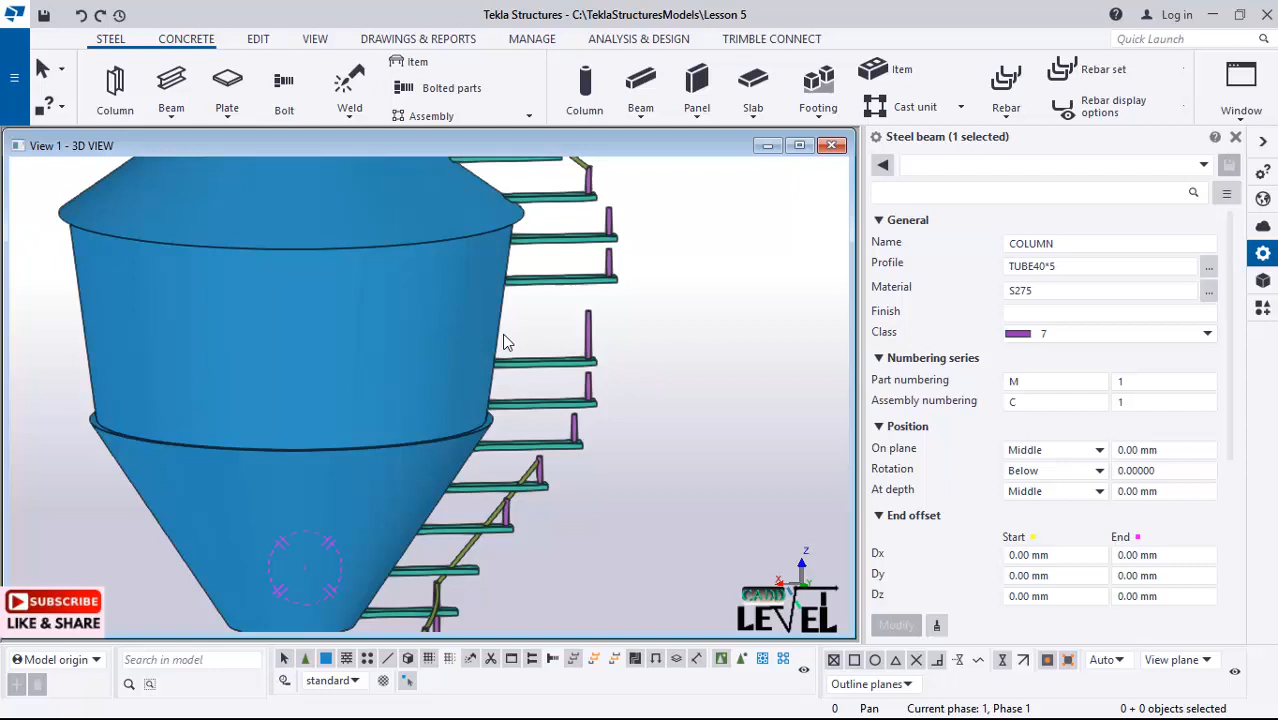 Tekla Structures - C:\TeklaStructuresModels\Lesson 5
Log in
STEEL
CONCRETE
EDIT
VIEW
DRAWINGS & REPORTS
MANAGE
ANALYSIS & DESIGN
TRIMBLE CONNECT
Quick Launch
Column
Beam
Plate
Bolt
Weld
Item
Bolted parts
Assembly
Column
Beam
Panel
Slab
Footing
Item
Cast unit
Rebar
Rebar set
Rebar display
options
Window
View 1 - 3D VIEW
Steel beam (1 selected)
General
Name
COLUMN
Profile
TUBE40*5
...
Material
S275
...
Finish
Class
7
Numbering series
Part numbering
M
1
Assembly numbering
C
1
Position
On plane
Middle
0.00 mm
Rotation
Below
0.00000
At depth
Middle
0.00 mm
End offset
Start
End
Dx
0.00 mm
0.00 mm
Dy
0.00 mm
0.00 mm
Dz
0.00 mm
0.00 mm
Modify
Z
X
Y
CADD
LEVEL
SUBSCRIBE
LIKE & SHARE
Model origin
Search in model
standard
Auto
View plane
Outline planes
0
Pan
Current phase: 1, Phase 1
0 + 0 objects selected